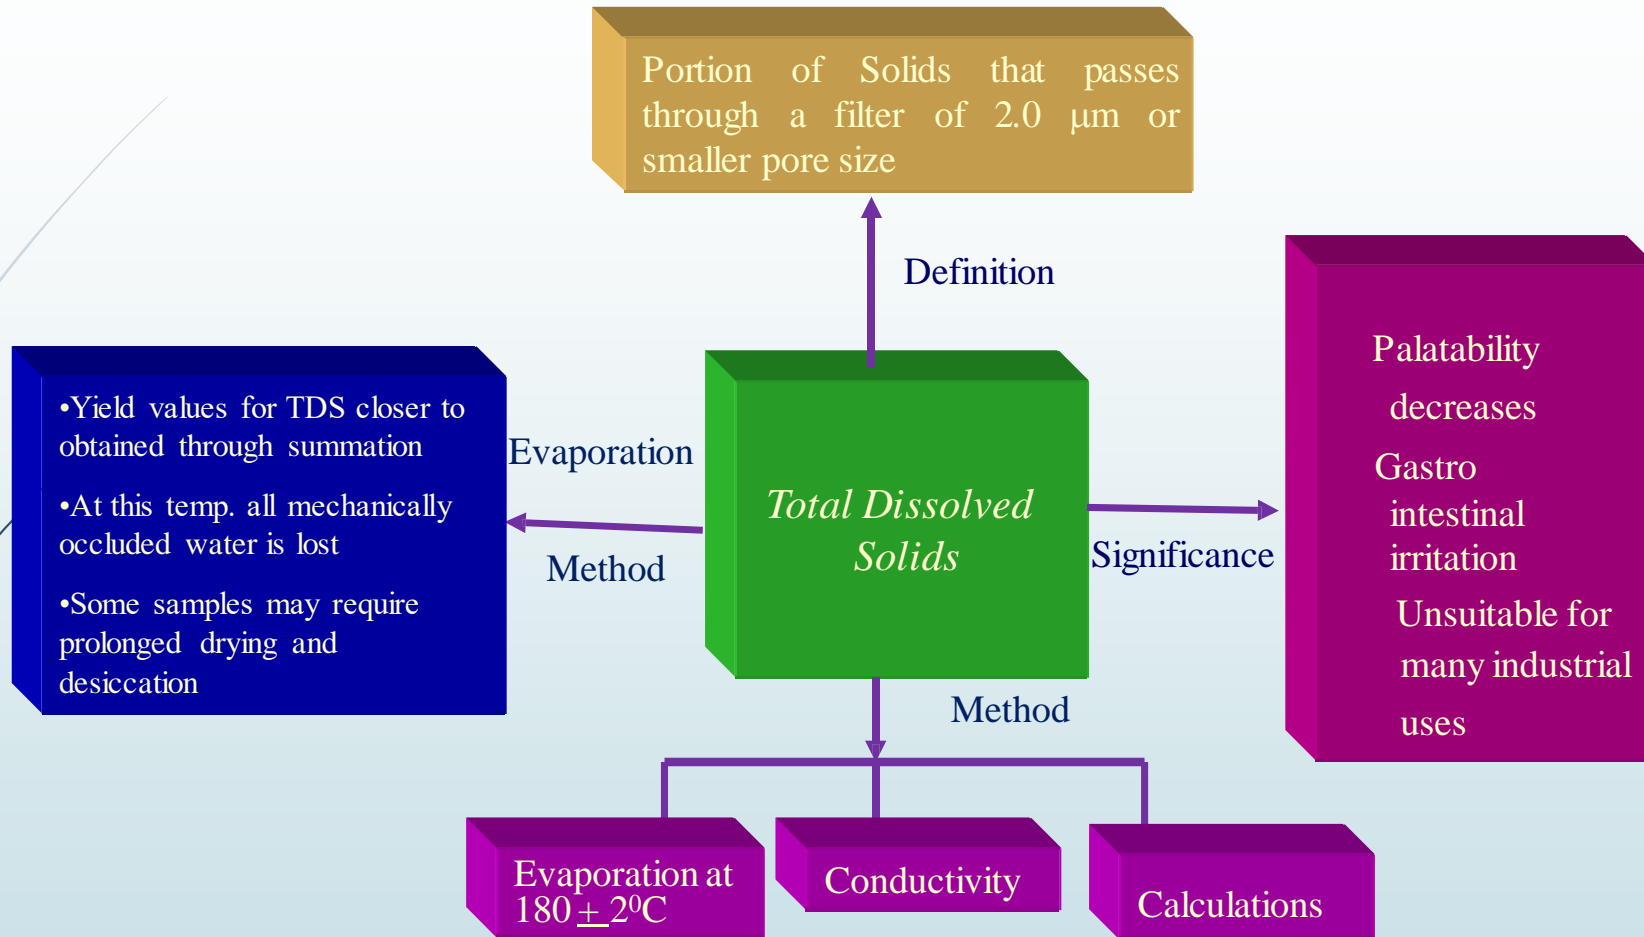 Portion of Solids that passes
through a filter of 2.0 μm or
smaller pore size
Definition
Palatability
decreases
Gastro
intestinal
irritation
Unsuitable for
many industrial
uses
•Yield values for TDS closer to
obtained through summation
•At this temp. all mechanically
occluded water is lost
•Some samples may require
prolonged drying and
desiccation
Evaporation
Method
Total Dissolved
Solids
Significance
Method
Evaporation at
180 + 2⁰C
Conductivity
Calculations